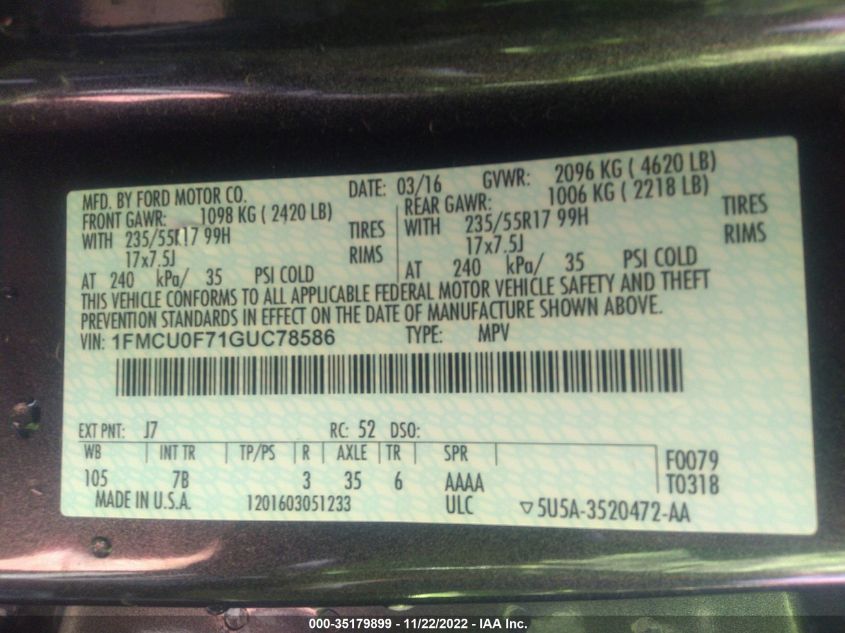 MFD. BY FORD MOTOR CO. DATE: 03/16 GVWR: 2096 KG ( 4620 LB)
FRONT GAWR: 1098 KG ( 2420 LB) REAR GAWR: 1006 KG ( 2218 LB)
WITH 235/55R17 99H TIRES WITH 235/55R17 99H TIRES
17x7.5J RIMS 17x7.5J RIMS
AT 240 kPa/ 35 PSI COLD AT 240 kPa/ 35 PSI COLD
THIS VEHICLE CONFORMS TO ALL APPLICABLE FEDERAL MOTOR VEHICLE SAFETY AND THEFT
PREVENTION STANDARDS IN EFFECT ON THE DATE OF MANUFACTURE SHOWN ABOVE.
VIN: 1FMCU0F71GUC78586 TYPE: MPV
EXT PNT: J7 RC: 52 DSO:
WB INT TR TP/PS R AXLE TR SPR F0079
105 7B 3 35 6 AAAA T0318
MADE IN U.S.A. 1201603051233 ULC ▽5U5A-3520472-AA
000-35179899 - 11/22/2022 - IAA Inc.